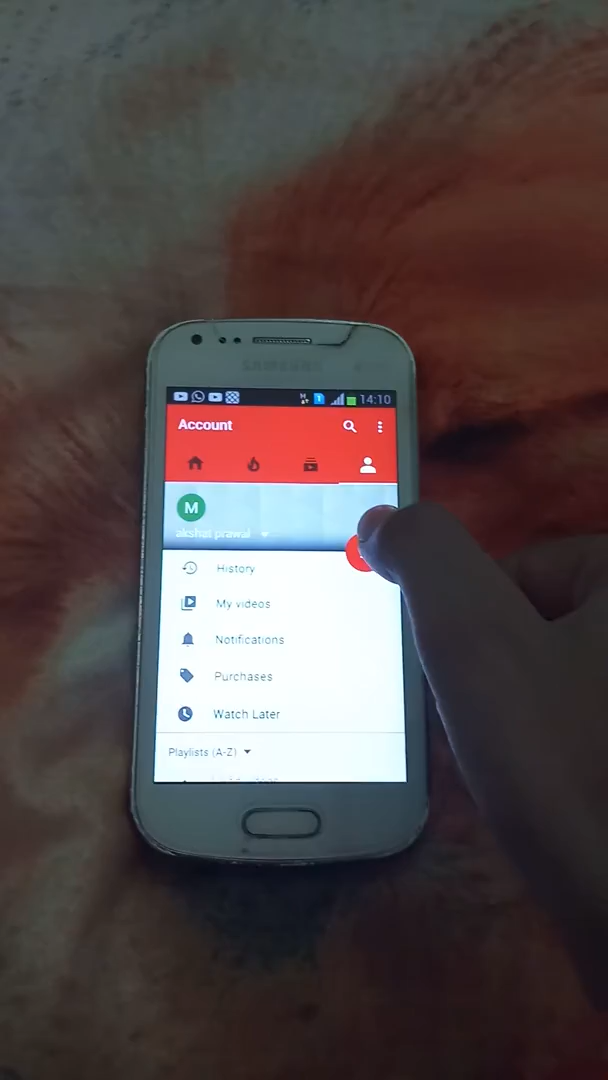 SAMSUNG
14:10
Account
M
akshat prawal
History
My videos
Notifications
Purchases
Watch Later
Playlists (A-Z)